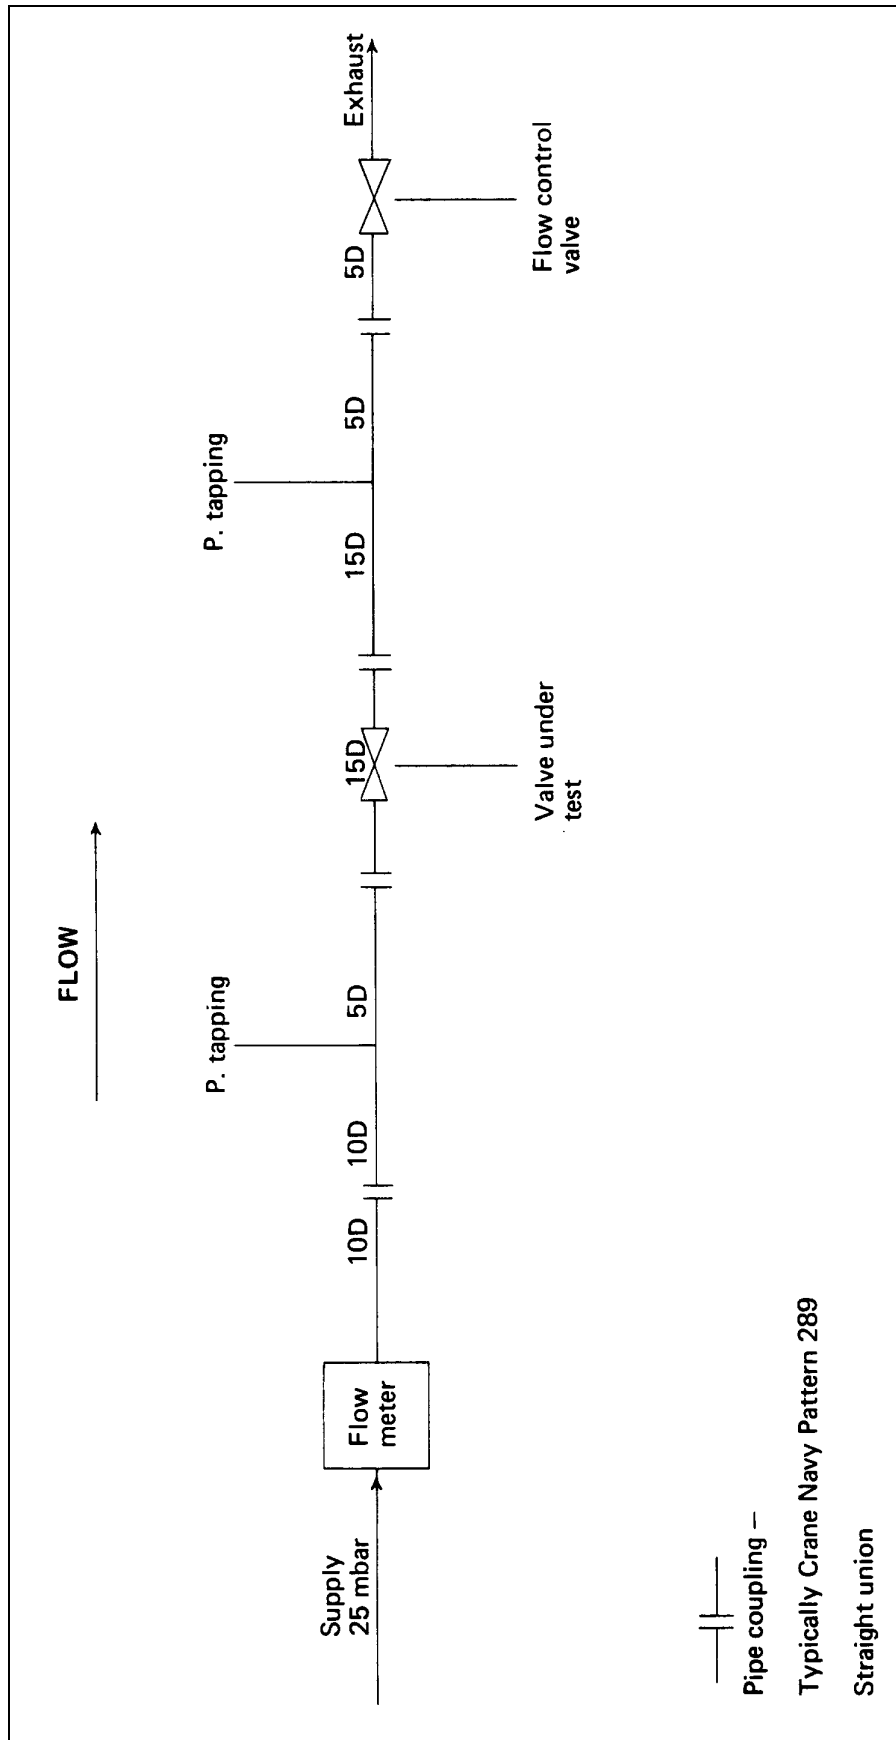 FLOW
P. tapping
P. tapping
Supply
25 mbar
Flow
meter
10D
10D
5D
15D
15D
5D
5D
Exhaust
Valve under
test
Flow control
valve
Pipe coupling –
Typically Crane Navy Pattern 289
Straight union